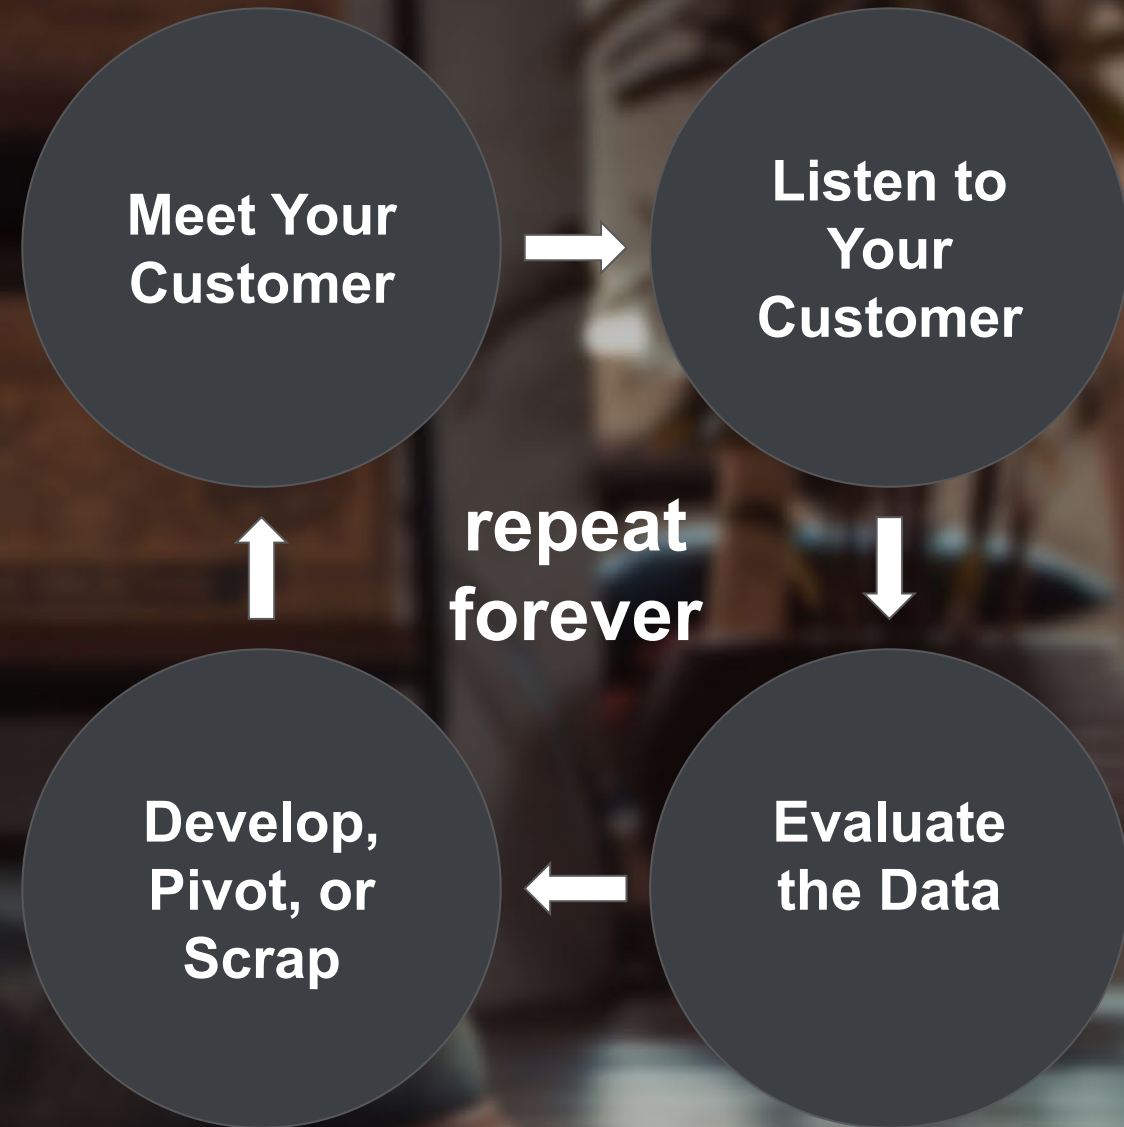 Meet Your
Customer
Listen to
Your
Customer
repeat
forever
Develop,
Pivot, or
Scrap
Evaluate
the Data